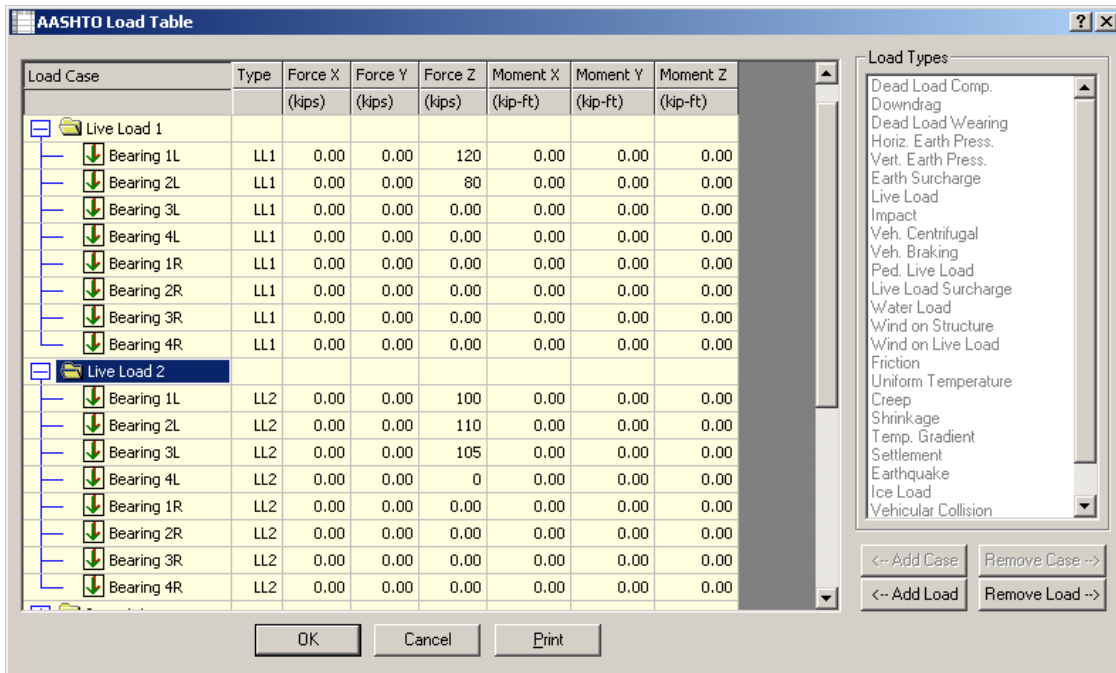 AASHTO Load Table
Load Case Type Force X Force Y Force Z Moment X Moment Y Moment Z
(kips) (kips) (kips) (kip-ft) (kip-ft) (kip-ft)
Live Load 1
Bearing 1L LL1 0.00 0.00 120 0.00 0.00 0.00
Bearing 2L LL1 0.00 0.00 80 0.00 0.00 0.00
Bearing 3L LL1 0.00 0.00 0.00 0.00 0.00 0.00
Bearing 4L LL1 0.00 0.00 0.00 0.00 0.00 0.00
Bearing 1R LL1 0.00 0.00 0.00 0.00 0.00 0.00
Bearing 2R LL1 0.00 0.00 0.00 0.00 0.00 0.00
Bearing 3R LL1 0.00 0.00 0.00 0.00 0.00 0.00
Bearing 4R LL1 0.00 0.00 0.00 0.00 0.00 0.00
Live Load 2
Bearing 1L LL2 0.00 0.00 100 0.00 0.00 0.00
Bearing 2L LL2 0.00 0.00 110 0.00 0.00 0.00
Bearing 3L LL2 0.00 0.00 105 0.00 0.00 0.00
Bearing 4L LL2 0.00 0.00 0 0.00 0.00 0.00
Bearing 1R LL2 0.00 0.00 0.00 0.00 0.00 0.00
Bearing 2R LL2 0.00 0.00 0.00 0.00 0.00 0.00
Bearing 3R LL2 0.00 0.00 0.00 0.00 0.00 0.00
Bearing 4R LL2 0.00 0.00 0.00 0.00 0.00 0.00
Load Types
Dead Load Comp.
Downdrag
Dead Load Wearing
Horiz. Earth Press.
Vert. Earth Press.
Earth Surcharge
Live Load
Impact
Veh. Centrifugal
Veh. Braking
Ped. Live Load
Live Load Surcharge
Water Load
Wind on Structure
Wind on Live Load
Friction
Uniform Temperature
Creep
Shrinkage
Temp. Gradient
Settlement
Earthquake
Ice Load
Vehicular Collision
<-- Add Case Remove Case -->
<-- Add Load Remove Load -->
OK Cancel Print